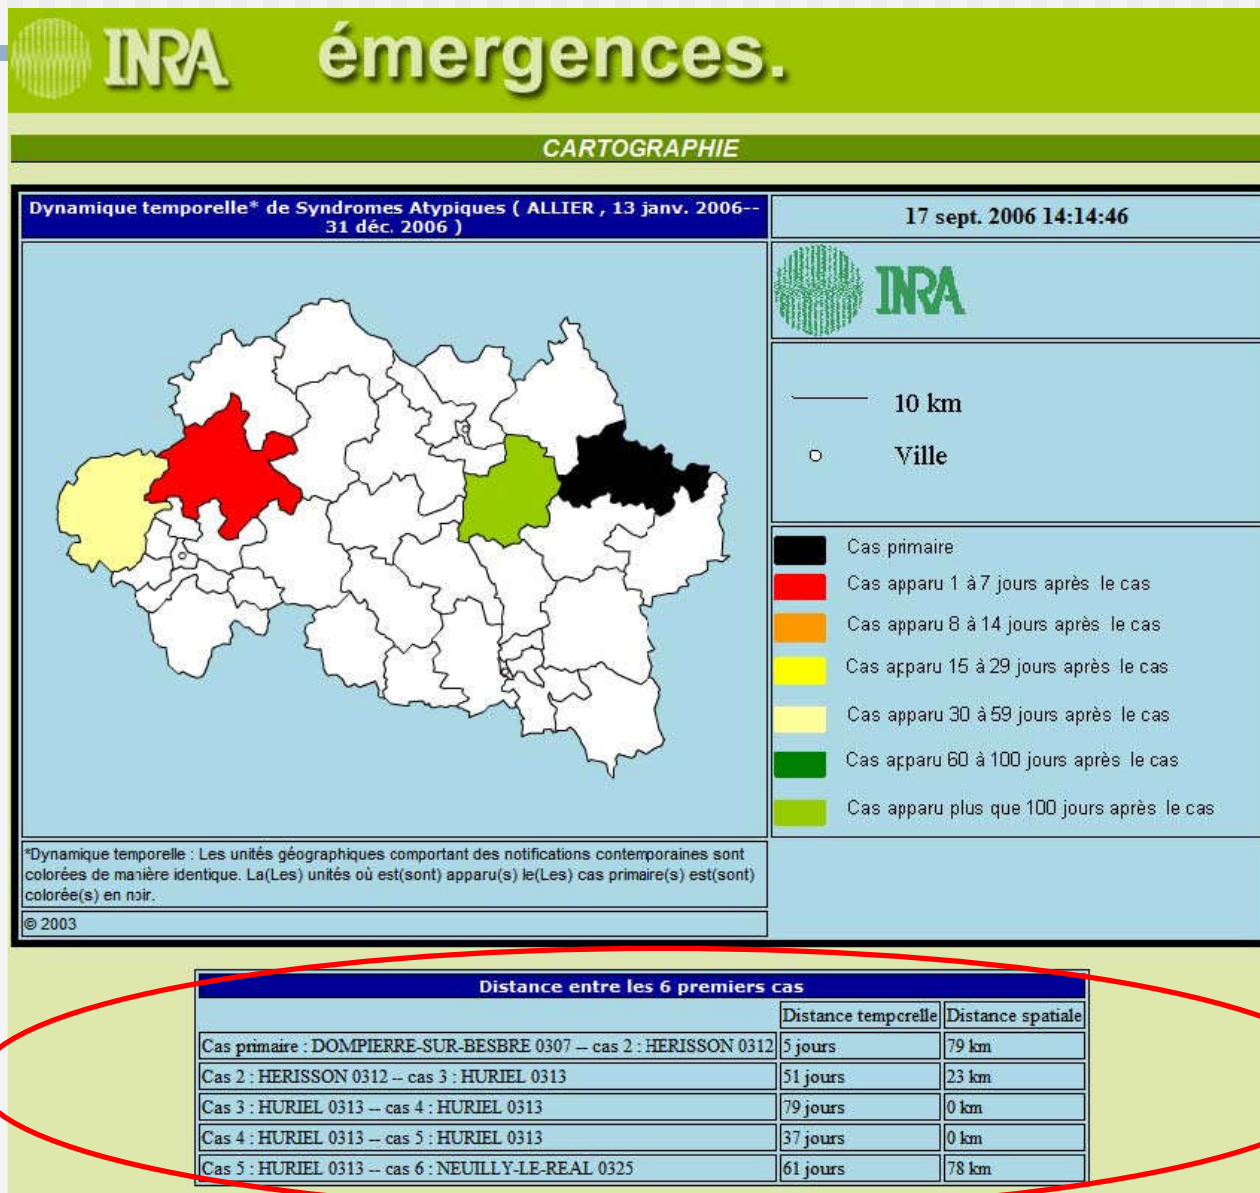 INRA émergences.
CARTOGRAPHIE
Dynamique temporelle* de Syndromes Atypiques ( ALLIER , 13 janv. 2006--
31 déc. 2006 )
17 sept. 2006 14:14:46
INRA
10 km
Ville
Cas primaire
Cas apparu 1 à 7 jours après le cas
Cas apparu 8 à 14 jours après le cas
Cas apparu 15 à 29 jours après le cas
Cas apparu 30 à 59 jours après le cas
Cas apparu 60 à 100 jours après le cas
Cas apparu plus que 100 jours après le cas
*Dynamique temporelle : Les unités géographiques comportant des notifications contemporaines sont
colorées de manière identique. La(Les) unités où est(sont) apparu(s) le(Les) cas primaire(s) est(sont)
colorée(s) en noir.
© 2003
Distance entre les 6 premiers cas
Distance temporelle Distance spatiale
Cas primaire : DOMPIERRE-SUR-BESBRE 0307 -- cas 2 : HERISSON 0312 5 jours 79 km
Cas 2 : HERISSON 0312 -- cas 3 : HURIEL 0313 51 jours 23 km
Cas 3 : HURIEL 0313 -- cas 4 : HURIEL 0313 79 jours 0 km
Cas 4 : HURIEL 0313 -- cas 5 : HURIEL 0313 37 jours 0 km
Cas 5 : HURIEL 0313 -- cas 6 : NEUILLY-LE-REAL 0325 61 jours 78 km